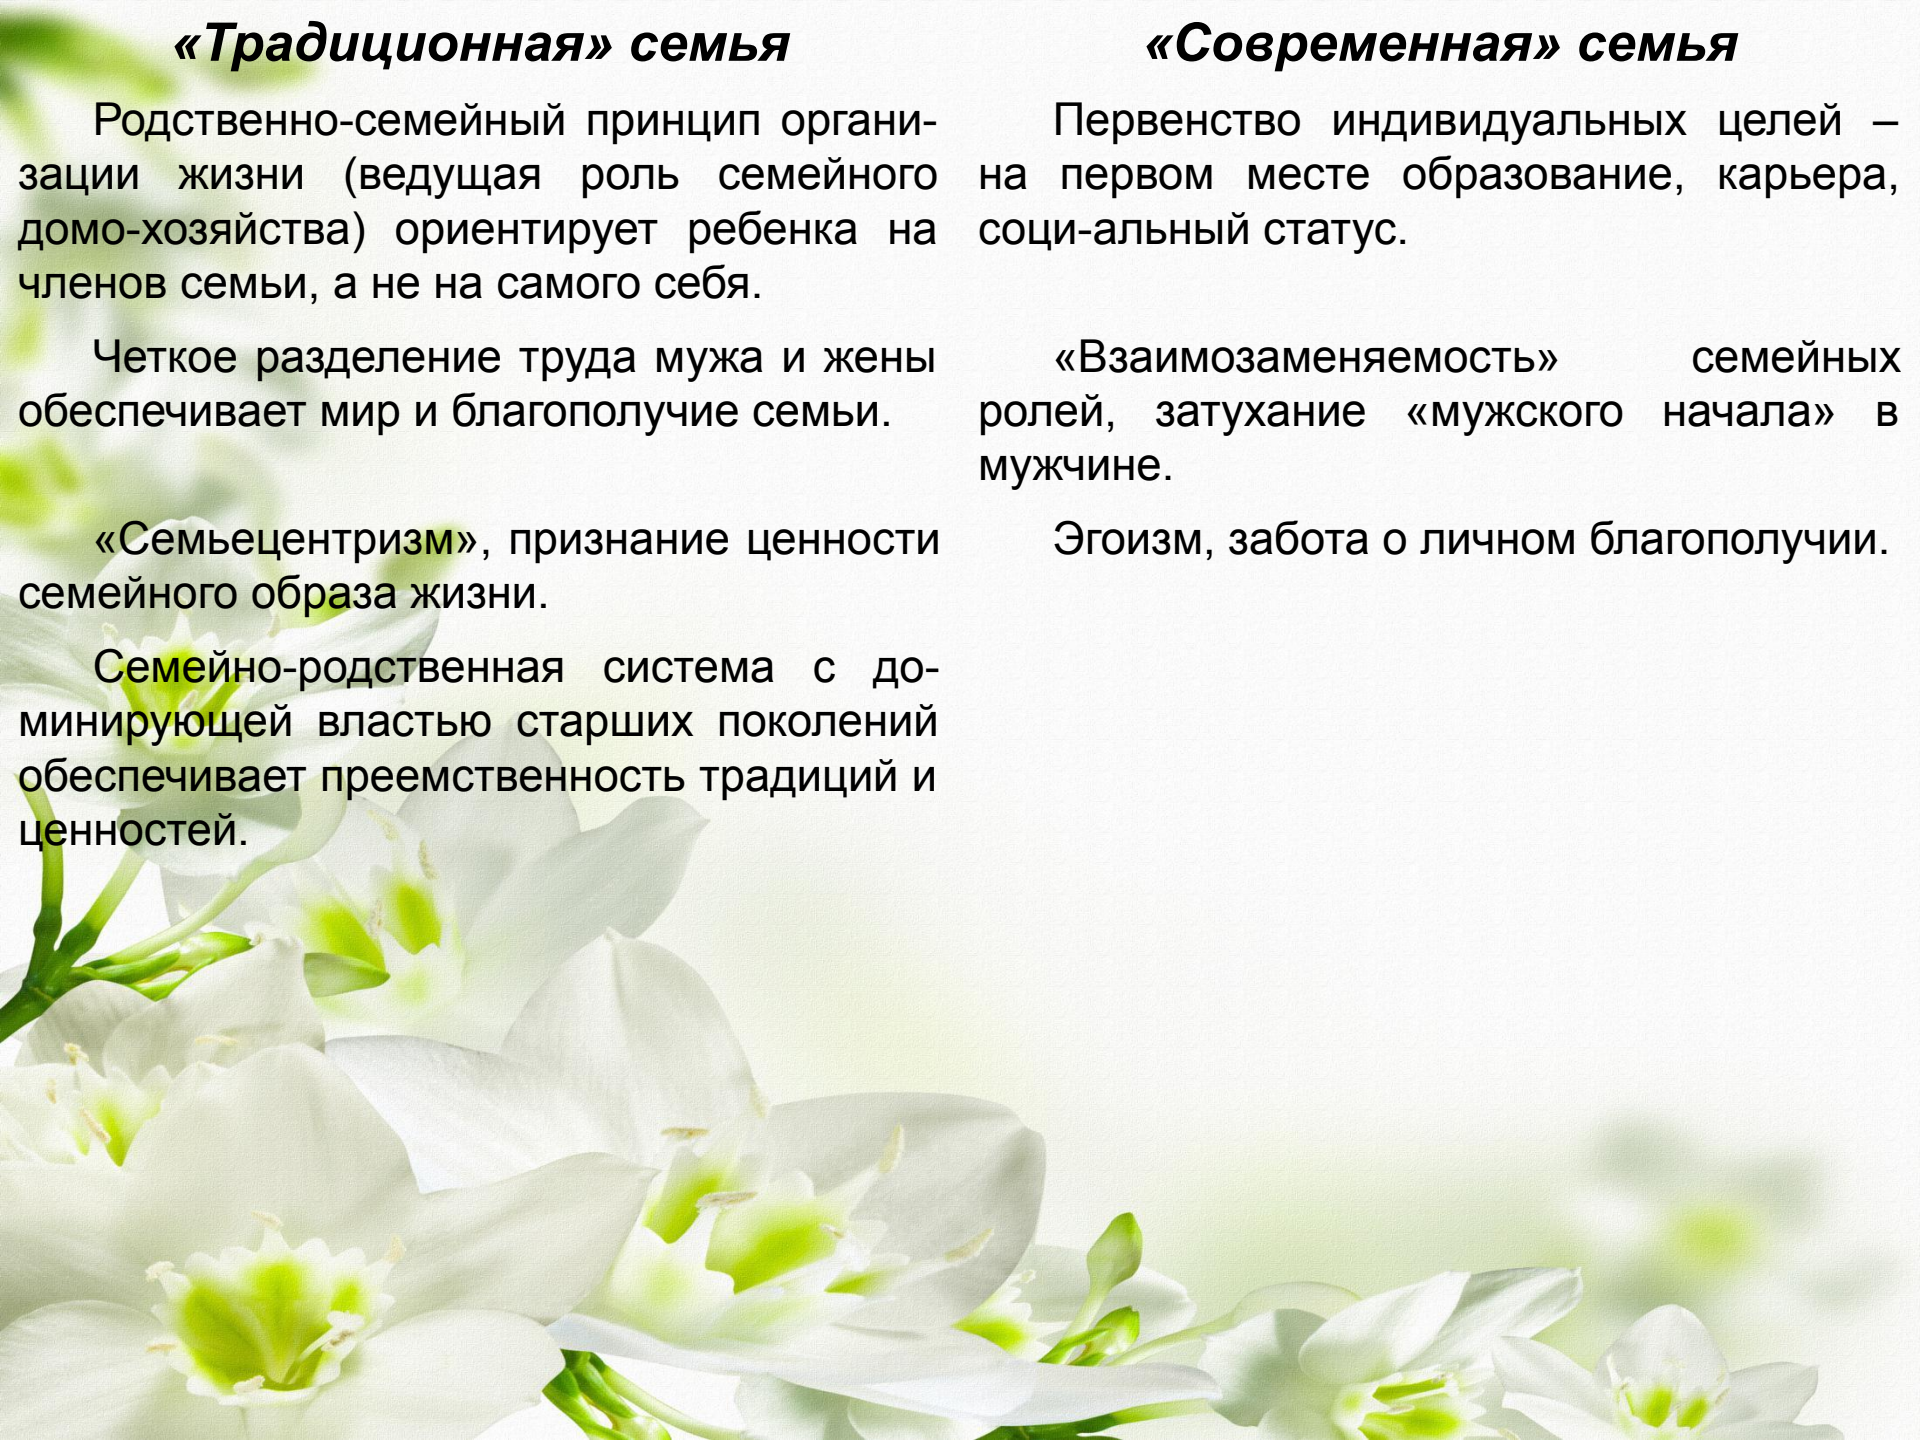 «Традиционная» семья
«Современная» семья
Родственно-семейный принцип органи-
зации жизни (ведущая роль семейного
домо-хозяйства) ориентирует ребенка на
членов семьи, а не на самого себя.
Первенство индивидуальных целей –
на первом месте образование, карьера,
соци-альный статус.
Четкое разделение труда мужа и жены
обеспечивает мир и благополучие семьи.
«Взаимозаменяемость» семейных
ролей, затухание «мужского начала» в
мужчине.
«Семьецентризм», признание ценности
семейного образа жизни.
Эгоизм, забота о личном благополучии.
Семейно-родственная система с до-
минирующей властью старших поколений
обеспечивает преемственность традиций и
ценностей.